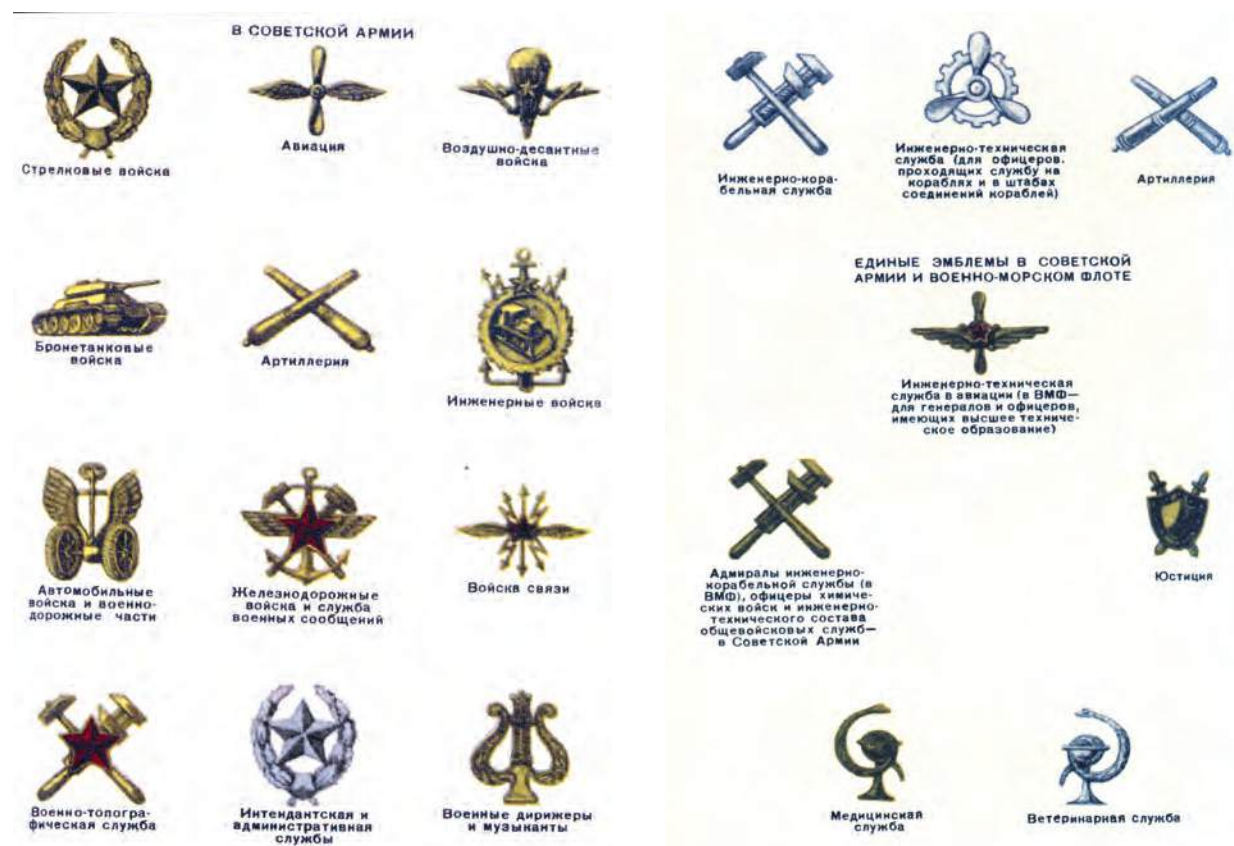 В СОВЕТСКОЙ АРМИИ
Стрелковые войска
Авиация
Воздушно-десантные
войска
Бронетанковые
войска
Артиллерия
Инженерные войска
Автомобильные
войска и военно-
дорожные части
Железнодорожные
войска и служба
военных сообщений
Войска связи
Военно-топогра-
фическая служба
Интендантская и
административная
службы
Военные дирижеры
и музыканты
Инженерно-кора-
бельная служба
Инженерно-техническая
служба (для офицеров.
проходящих службу на
кораблях и в штабах
соединений кораблей)
Артиллерия
ЕДИНЫЕ ЭМБЛЕМЫ В СОВЕТСКОЙ
АРМИИ И ВОЕННО-МОРСКОМ ФЛОТЕ
Инженерно-техническая
служба в авиации (в ВМФ—
для генералов и офицеров,
имеющих высшее техниче-
ское образование)
Адмиралы инженерно-
корабельной службы (в
ВМФ), офицеры химиче-
ских войск и инженерно-
технического состава
общевойсковых служб—
в Советской Армии
Юстиция
Медицинская
служба
Ветеринарная служба